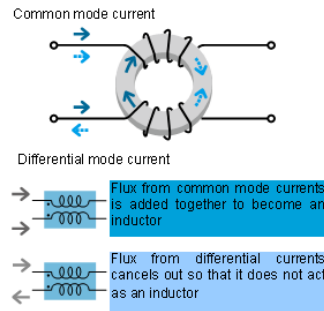 Common mode current
Differential mode current
Flux from common mode currents
is added together to become an
inductor
Flux from differential currents
cancels out so that it does not act
as an inductor